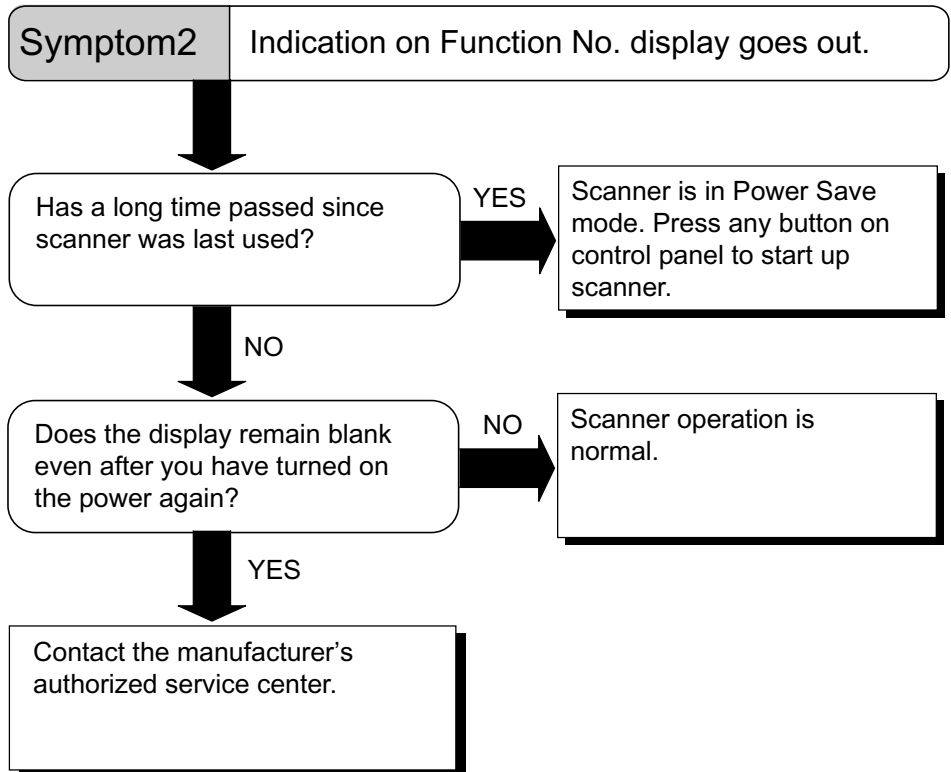 Symptom2 Indication on Function No. display goes out.
Has a long time passed since
scanner was last used?
YES
Scanner is in Power Save
mode. Press any button on
control panel to start up
scanner.
NO
Does the display remain blank
even after you have turned on
the power again?
NO
Scanner operation is
normal.
YES
Contact the manufacturer’s
authorized service center.